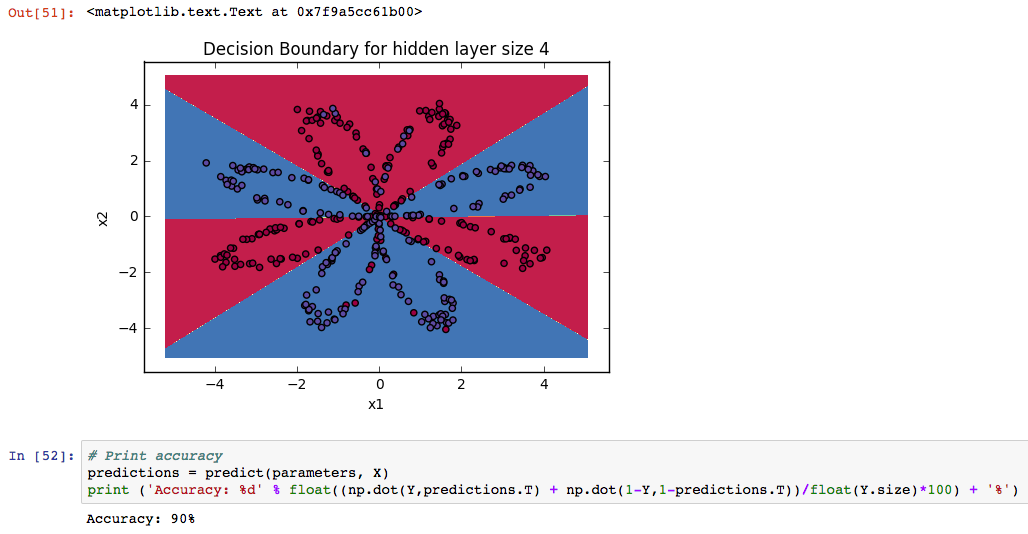 Out[51]: <matplotlib.text.Text at 0x7f9a5cc61b00>
Decision Boundary for hidden layer size 4
4
2
0
−2
−4
x2
−4 −2 0 2 4
x1
In [52]: # Print accuracy
predictions = predict(parameters, X)
print ('Accuracy: %d' % float((np.dot(Y,predictions.T) + np.dot(1-Y,1-predictions.T))/float(Y.size)*100) + '%')
Accuracy: 90%